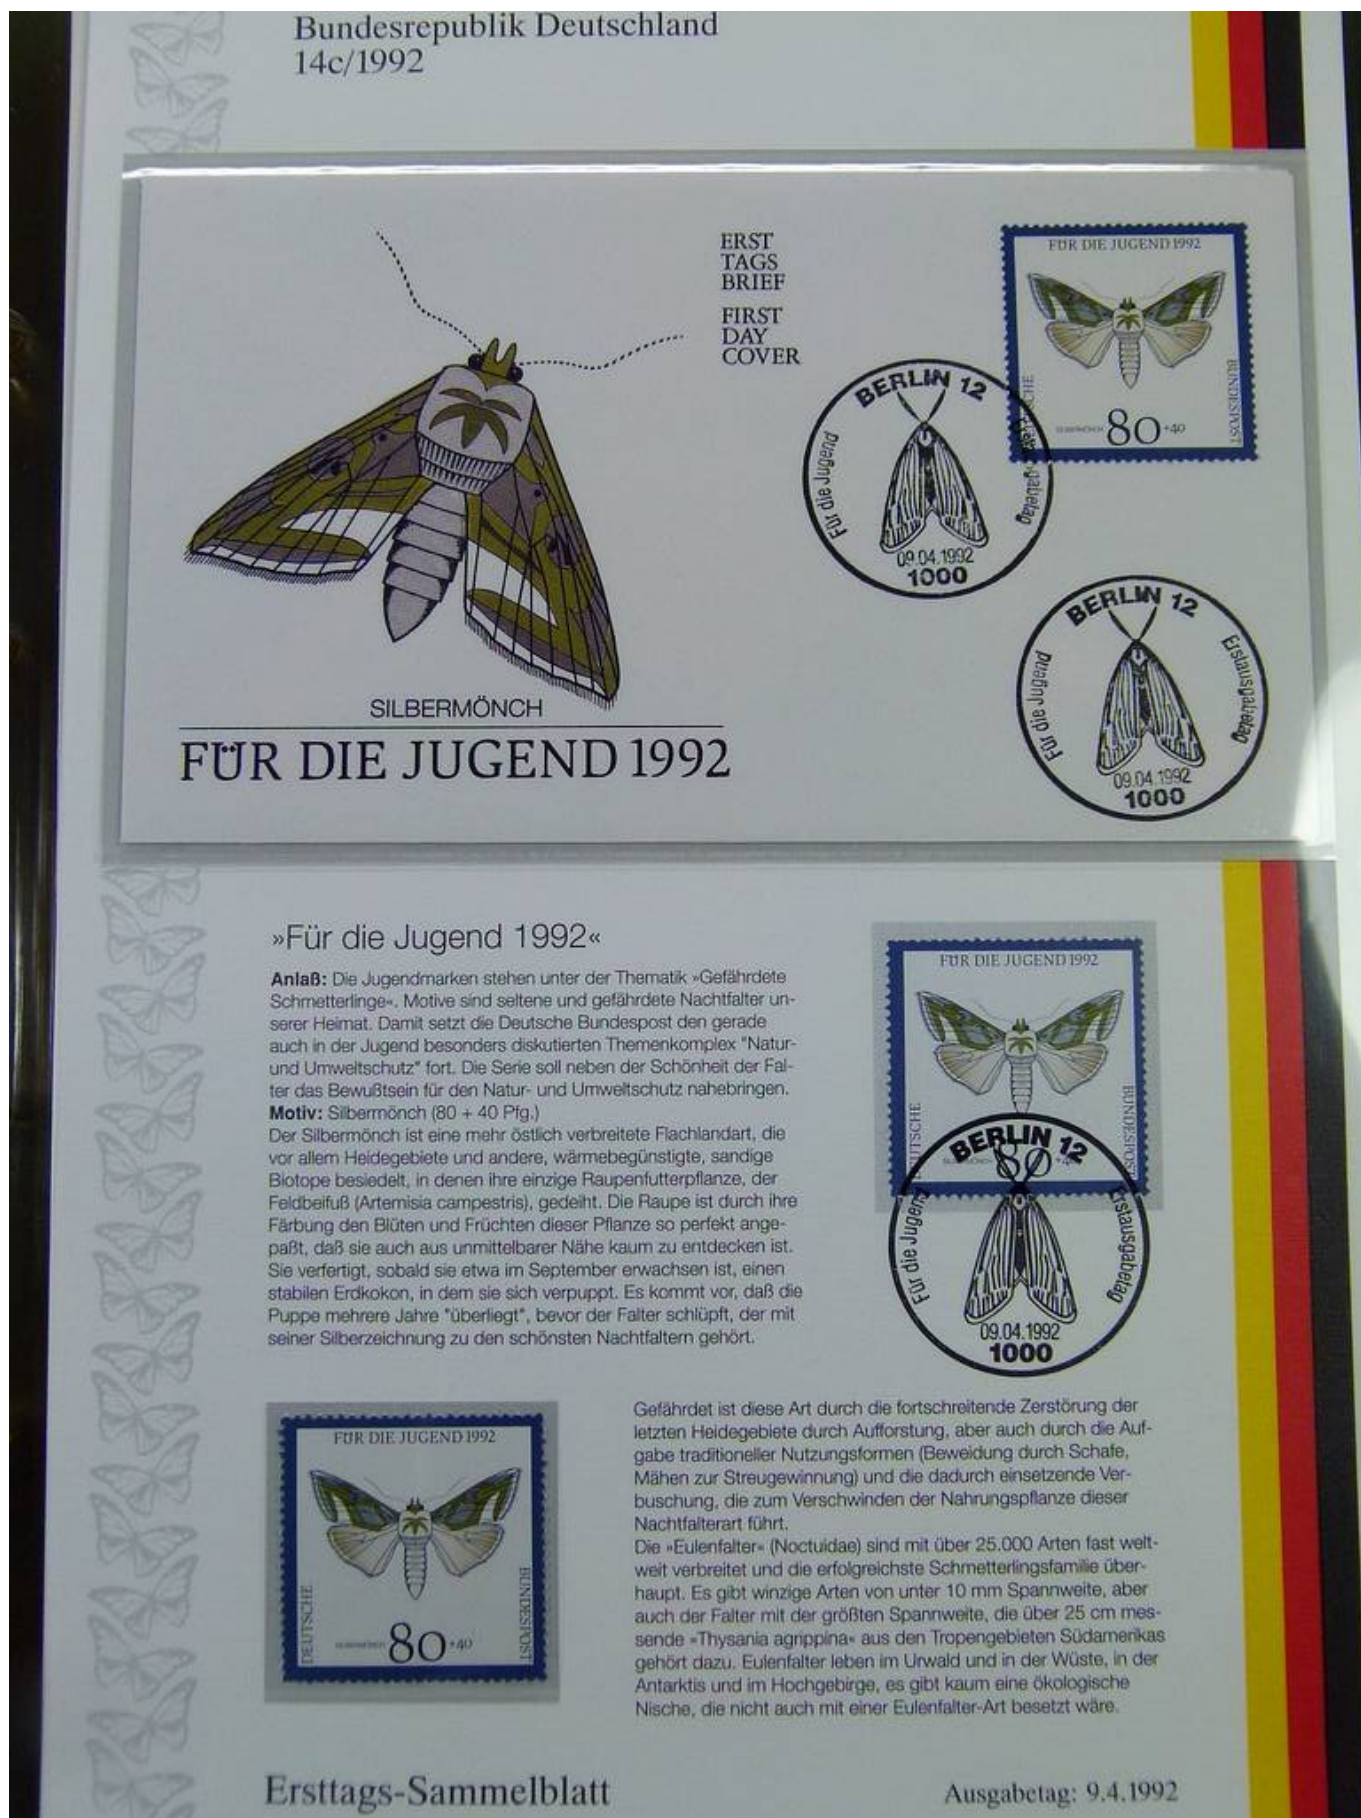 Bundesrepublik Deutschland
14c/1992
ERST
TAGS
BRIEF
FIRST
DAY
COVER
FÜR DIE JUGEND 1992
DEUTSCHE
BUNDESPOST
80+40
BERLIN 12
Für die Jugend
09.04.1992
1000
BERLIN 12
Für die Jugend
Erstausgabetag
09.04.1992
1000
SILBERMÖNCH
FÜR DIE JUGEND 1992
»Für die Jugend 1992«
Anlaß: Die Jugendmarken stehen unter der Thematik »Gefährdete
Schmetterlinge«. Motive sind seltene und gefährdete Nachtfalter un-
serer Heimat. Damit setzt die Deutsche Bundespost den gerade
auch in der Jugend besonders diskutierten Themenkomplex "Natur-
und Umweltschutz" fort. Die Serie soll neben der Schönheit der Fal-
ter das Bewußtsein für den Natur- und Umweltschutz nahebringen.
Motiv: Silbermönch (80 + 40 Pfg.)
Der Silbermönch ist eine mehr östlich verbreitete Flachlandart, die
vor allem Heidegebiete und andere, wärmebegünstigte, sandige
Biotope besiedelt, in denen ihre einzige Raupenfutterpflanze, der
Feldbeifuß (Artemisia campestris), gedeiht. Die Raupe ist durch ihre
Färbung den Blüten und Früchten dieser Pflanze so perfekt ange-
paßt, daß sie auch aus unmittelbarer Nähe kaum zu entdecken ist.
Sie verfertigt, sobald sie etwa im September erwachsen ist, einen
stabilen Erdkokon, in dem sie sich verpuppt. Es kommt vor, daß die
Puppe mehrere Jahre "überliegt", bevor der Falter schlüpft, der mit
seiner Silberzeichnung zu den schönsten Nachtfaltern gehört.
FÜR DIE JUGEND 1992
DEUTSCHE
BUNDESPOST
80
BERLIN 12
Für die Jugend
Erstausgabetag
09.04.1992
1000
FÜR DIE JUGEND 1992
DEUTSCHE
BUNDESPOST
80+40
Gefährdet ist diese Art durch die fortschreitende Zerstörung der
letzten Heidegebiete durch Aufforstung, aber auch durch die Auf-
gabe traditioneller Nutzungsformen (Beweidung durch Schafe,
Mähen zur Streugewinnung) und die dadurch einsetzende Ver-
buschung, die zum Verschwinden der Nahrungspflanze dieser
Nachtfalterart führt.
Die »Eulenfalter« (Noctuidae) sind mit über 25.000 Arten fast welt-
weit verbreitet und die erfolgreichste Schmetterlingsfamilie über-
haupt. Es gibt winzige Arten von unter 10 mm Spannweite, aber
auch der Falter mit der größten Spannweite, die über 25 cm mes-
sende »Thysania agrippina« aus den Tropengebieten Südamerikas
gehört dazu. Eulenfalter leben im Urwald und in der Wüste, in der
Antarktis und im Hochgebirge, es gibt kaum eine ökologische
Nische, die nicht auch mit einer Eulenfalter-Art besetzt wäre.
Ersttags-Sammelblatt
Ausgabetag: 9.4.1992